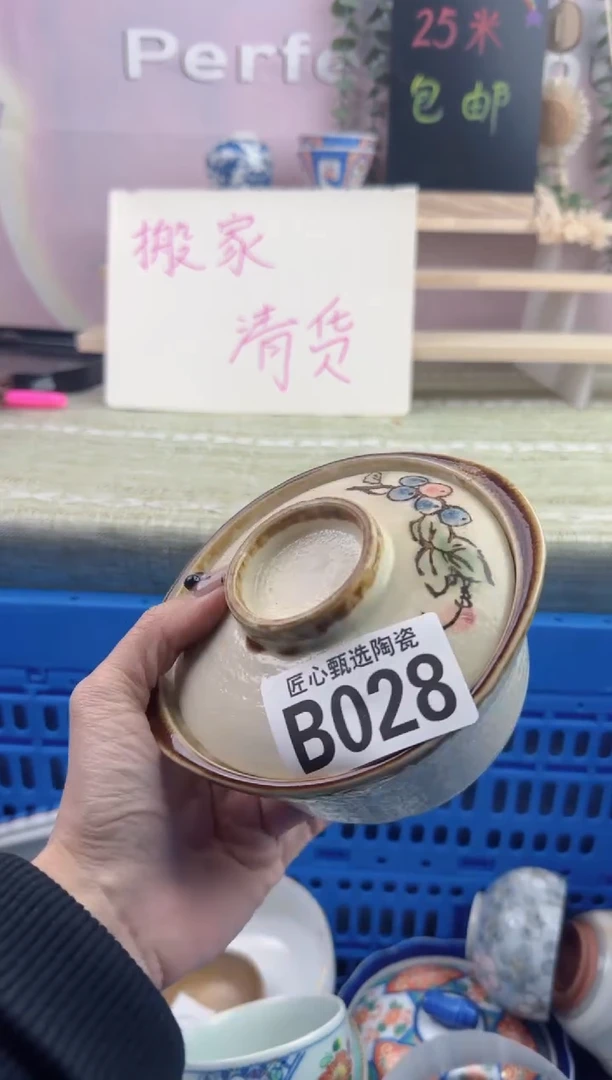 Perfe
25米
包邮
搬家
清货
匠心甄选陶瓷
B028